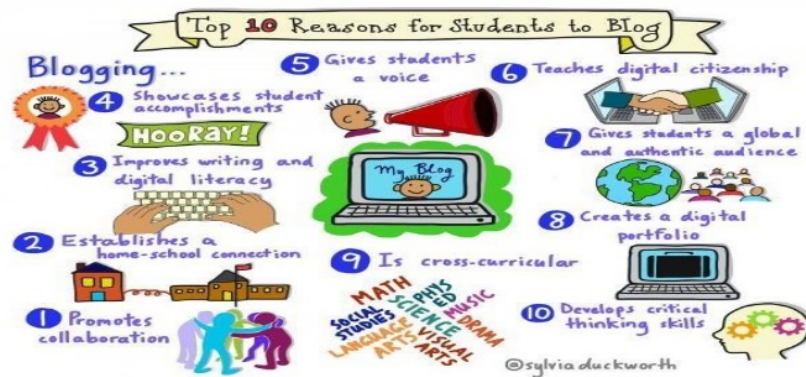 Top 10 Reasons for Students to Blog
Blogging...
1 Promotes
collaboration
2 Establishes a
home-school connection
3 Improves writing and
digital literacy
4 Showcases student
accomplishments
HOORAY!
5 Gives students
a voice
My Blog
6 Teaches digital citizenship
7 Gives students a global
and authentic audience
8 Creates a digital
portfolio
9 Is cross-curricular
MATH
PHYS
ED
SOCIAL
STUDIES
SCIENCE
MUSIC
LANGUAGE
ARTS
VISUAL
ARTS
DRAMA
10 Develops critical
thinking skills
@sylviaduckworth